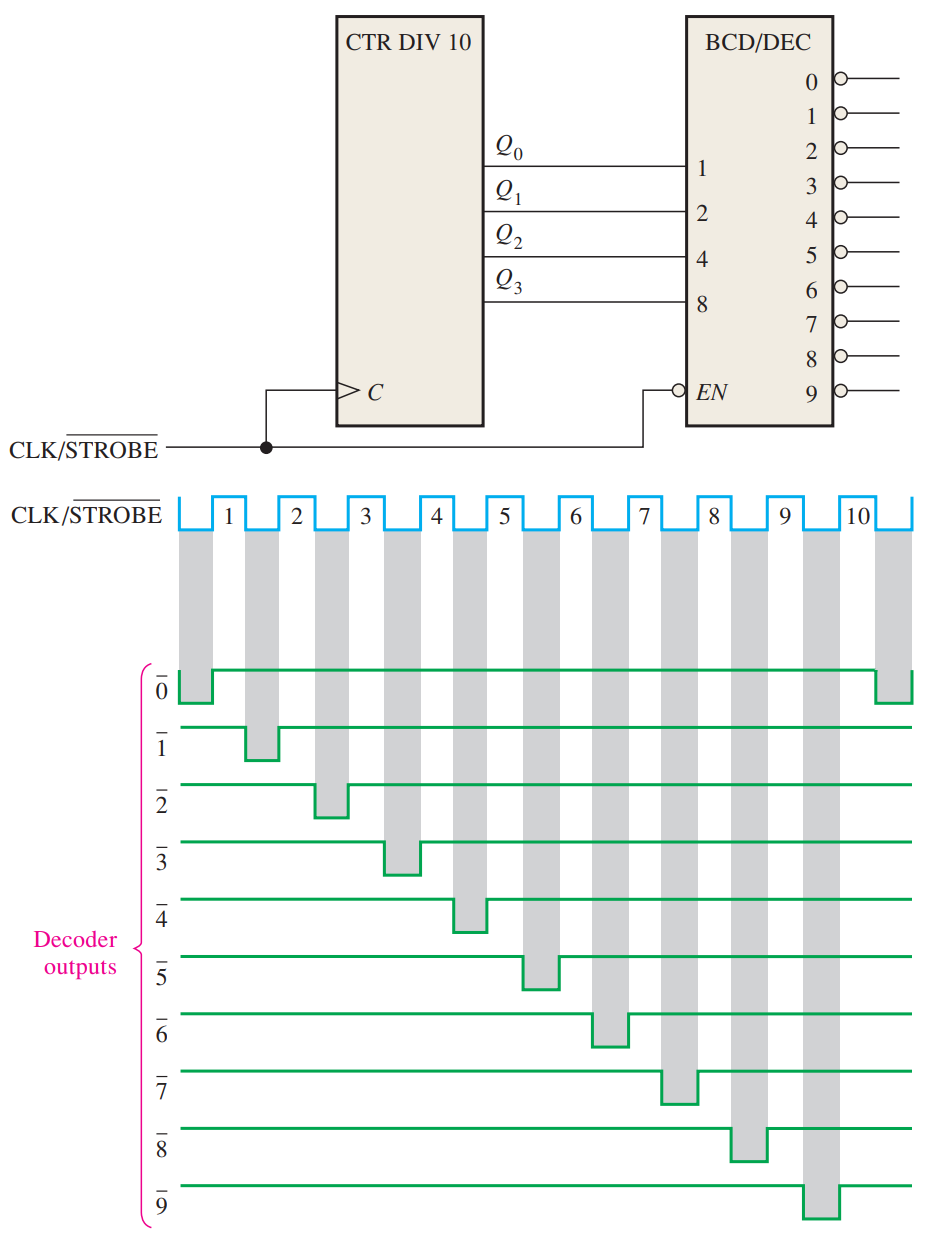 CTR DIV 10
BCD/DEC
0
1
2
3
4
5
6
7
8
9
Q0
Q1
Q2
Q3
1
2
4
8
C
EN
CLK/S̅T̅R̅O̅B̅E̅
CLK/S̅T̅R̅O̅B̅E̅ 1 2 3 4 5 6 7 8 9 10
0̅
1̅
2̅
3̅
4̅
5̅
6̅
7̅
8̅
9̅
Decoder
outputs